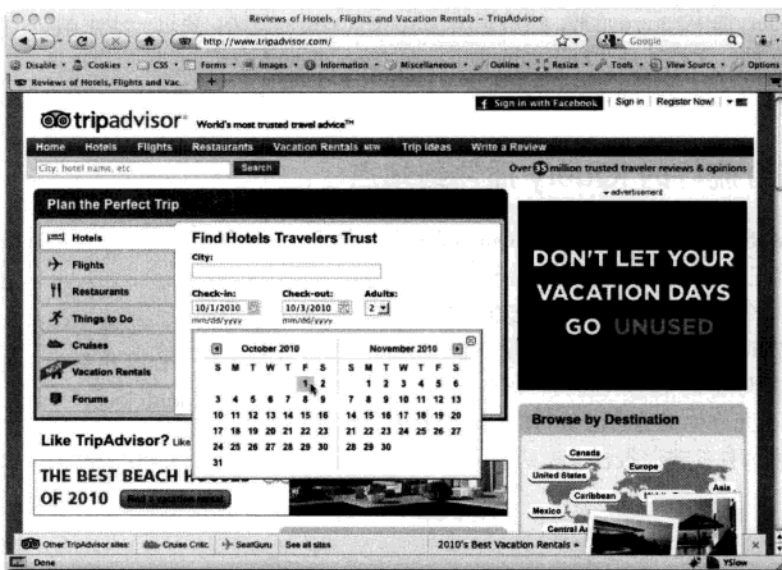 Reviews of Hotels, Flights and Vacation Rentals – TripAdvisor
http://www.tripadvisor.com/
Google
Disable Cookies CSS Forms Images Information Miscellaneous Outline Resize Tools View Source Options
Reviews of Hotels, Flights and Vac...
Sign in with Facebook Sign in Register Now!
tripadvisor® World's most trusted travel advice™
Home Hotels Flights Restaurants Vacation Rentals NEW Trip Ideas Write a Review
City, hotel name, etc. Search Over 35 million trusted traveler reviews & opinions
advertisement
Plan the Perfect Trip
Hotels
Flights
Restaurants
Things to Do
Cruises
Vacation Rentals
Forums
Find Hotels Travelers Trust
City:
Check-in: Check-out: Adults:
10/1/2010 10/3/2010 2
mm/dd/yyyy mm/dd/yyyy
October 2010 November 2010
S M T W T F S S M T W T F S
1 2 1 2 3 4 5 6
3 4 5 6 7 8 9 7 8 9 10 11 12 13
10 11 12 13 14 15 16 14 15 16 17 18 19 20
17 18 19 20 21 22 23 21 22 23 24 25 26 27
24 25 26 27 28 29 30 28 29 30
31
DON'T LET YOUR
VACATION DAYS
GO UNUSED
Like TripAdvisor? Like
THE BEST BEACH
OF 2010 Find a vacation rental
Browse by Destination
Canada
United States
Europe
Caribbean
Asia
Mexico
Central
Other TripAdvisor sites: Cruise Critic SeatGuru See all sites 2010's Best Vacation Rentals
Done YSlow